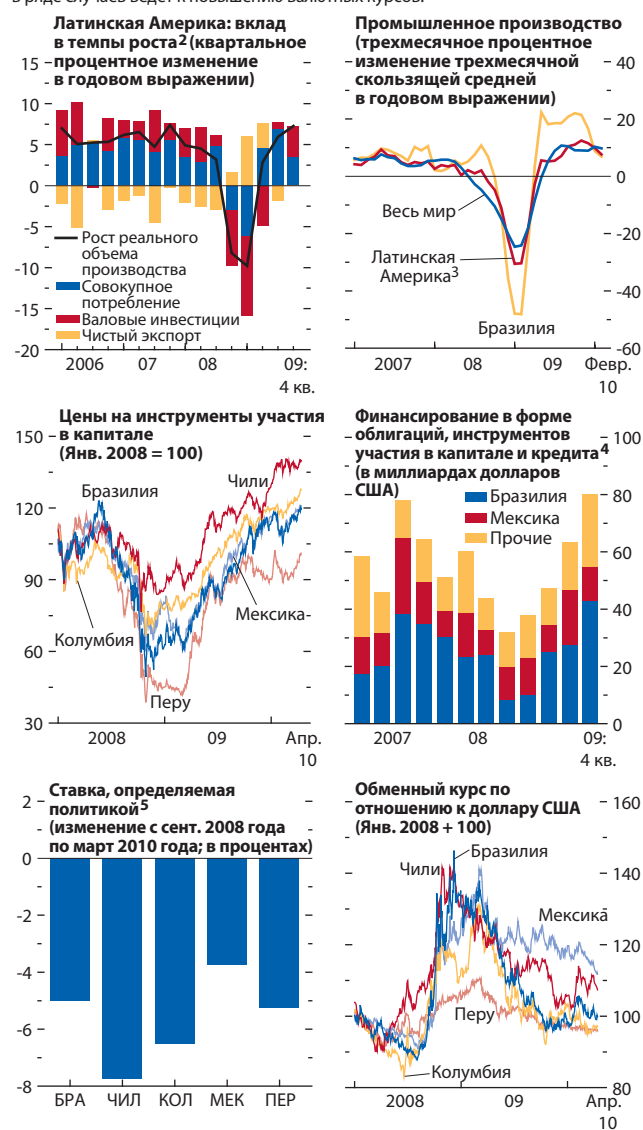 Латинская Америка: вклад
в темпы роста² (квартальное
процентное изменение
в годовом выражении)
15
10
5
0
-5
-10
-15
-20
Рост реального
объема
производства
Совокупное
потребление
Валовые инвестиции
Чистый экспорт
2006 07 08 09:
4 кв.
Промышленное производство
(трехмесячное процентное
изменение трехмесячной
скользящей средней
в годовом выражении)
40
20
0
-20
-40
-60
Весь мир
Латинская
Америка³
Бразилия
2007 08 09 Февр.
10
Цены на инструменты участия
в капитале
(Янв. 2008 = 100)
150
120
90
60
30
Бразилия
Чили
Колумбия
Мексика
Перу
2008 09 Апр.
10
Финансирование в форме
облигаций, инструментов
участия в капитале и кредита⁴
(в миллиардах долларов
США)
100
80
60
40
20
0
Бразилия
Мексика
Прочие
2007 08 09:
4 кв.
Ставка, определяемая
политикой⁵
(изменение с сент. 2008 года
по март 2010 года; в процентах)
2
0
-2
-4
-6
-8
БРА ЧИЛ КОЛ МЕК ПЕР
Обменный курс по
отношению к доллару США
(Янв. 2008 + 100)
160
140
120
100
80
Чили
Бразилия
Мексика
Перу
Колумбия
2008 09 Апр.
10